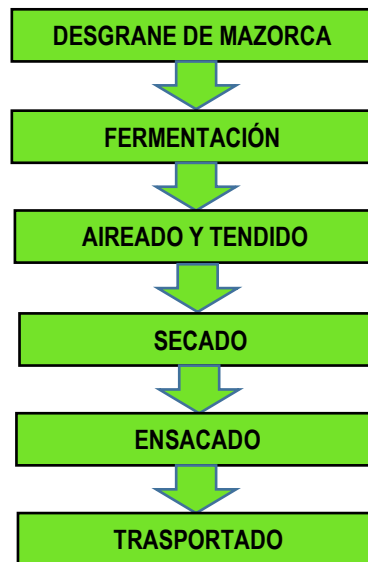 DESGRANE DE MAZORCA
FERMENTACIÓN
AIREADO Y TENDIDO
SECADO
ENSACADO
TRASPORTADO